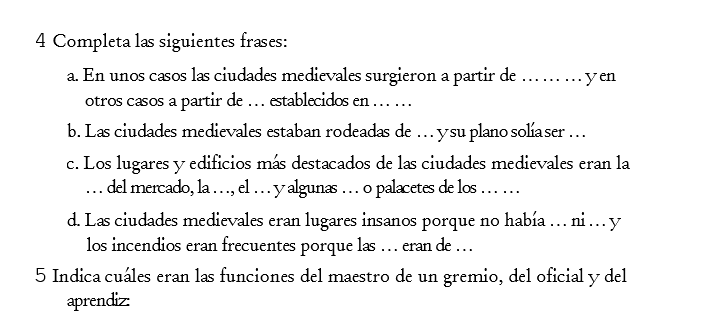 4 Completa las siguientes frases:
a. En unos casos las ciudades medievales surgieron a partir de ... ... ... y en
otros casos a partir de ... establecidos en ... ...
b. Las ciudades medievales estaban rodeadas de ... y su plano solía ser ...
c. Los lugares y edificios más destacados de las ciudades medievales eran la
... del mercado, la ..., el ... y algunas ... o palacetes de los ... ...
d. Las ciudades medievales eran lugares insanos porque no había ... ni ... y
los incendios eran frecuentes porque las ... eran de ...
5 Indica cuáles eran las funciones del maestro de un gremio, del oficial y del
aprendiz: